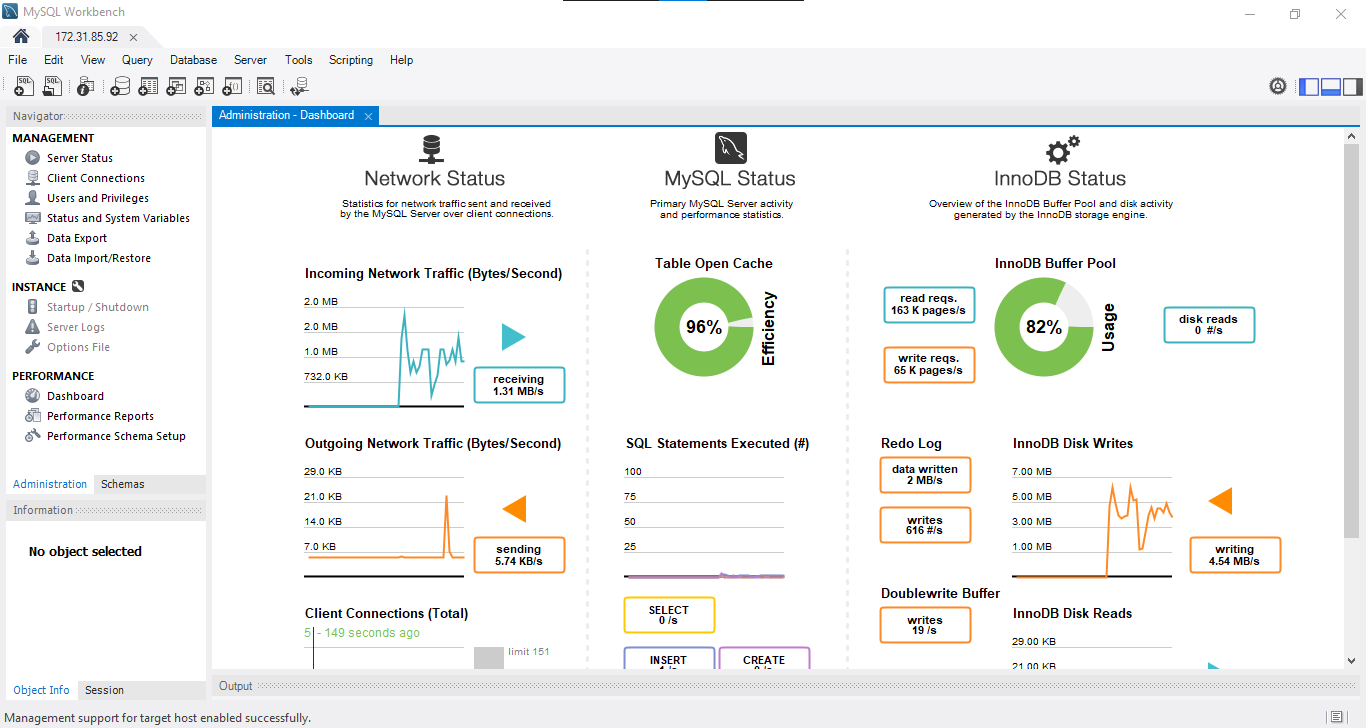 MySQL Workbench
172.31.85.92
File Edit View Query Database Server Tools Scripting Help
Navigator
MANAGEMENT
Server Status
Client Connections
Users and Privileges
Status and System Variables
Data Export
Data Import/Restore
INSTANCE
Startup / Shutdown
Server Logs
Options File
PERFORMANCE
Dashboard
Performance Reports
Performance Schema Setup
Administration Schemas
Information
No object selected
Object Info Session
Administration - Dashboard
Network Status
Statistics for network traffic sent and received
by the MySQL Server over client connections.
Incoming Network Traffic (Bytes/Second)
2.0 MB
2.0 MB
1.0 MB
732.0 KB
receiving
1.31 MB/s
Outgoing Network Traffic (Bytes/Second)
29.0 KB
21.0 KB
14.0 KB
7.0 KB
sending
5.74 KB/s
Client Connections (Total)
5 - 149 seconds ago
limit 151
MySQL Status
Primary MySQL Server activity
and performance statistics.
Table Open Cache
96%
Efficiency
SQL Statements Executed (#)
100
75
50
25
SELECT
0 /s
INSERT
CREATE
InnoDB Status
Overview of the InnoDB Buffer Pool and disk activity
generated by the InnoDB storage engine.
read reqs.
163 K pages/s
write reqs.
65 K pages/s
InnoDB Buffer Pool
82%
Usage
disk reads
0 #/s
Redo Log
data written
2 MB/s
writes
616 #/s
Doublewrite Buffer
writes
19 /s
InnoDB Disk Writes
7.00 MB
5.00 MB
3.00 MB
1.00 MB
writing
4.54 MB/s
InnoDB Disk Reads
29.00 KB
21.00 KB
Output
Management support for target host enabled successfully.